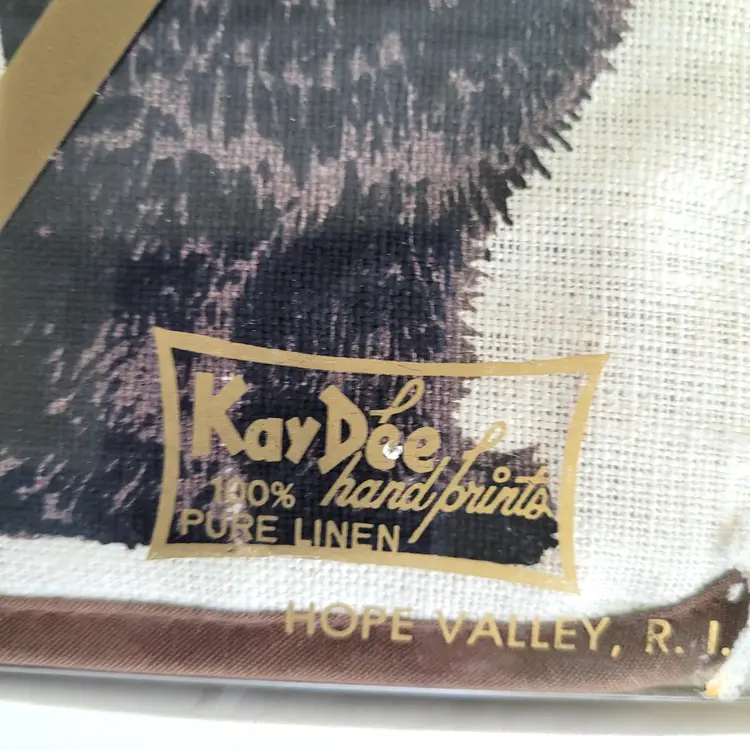 KayDee
hand prints
100%
PURE LINEN
HOPE VALLEY, R. I.